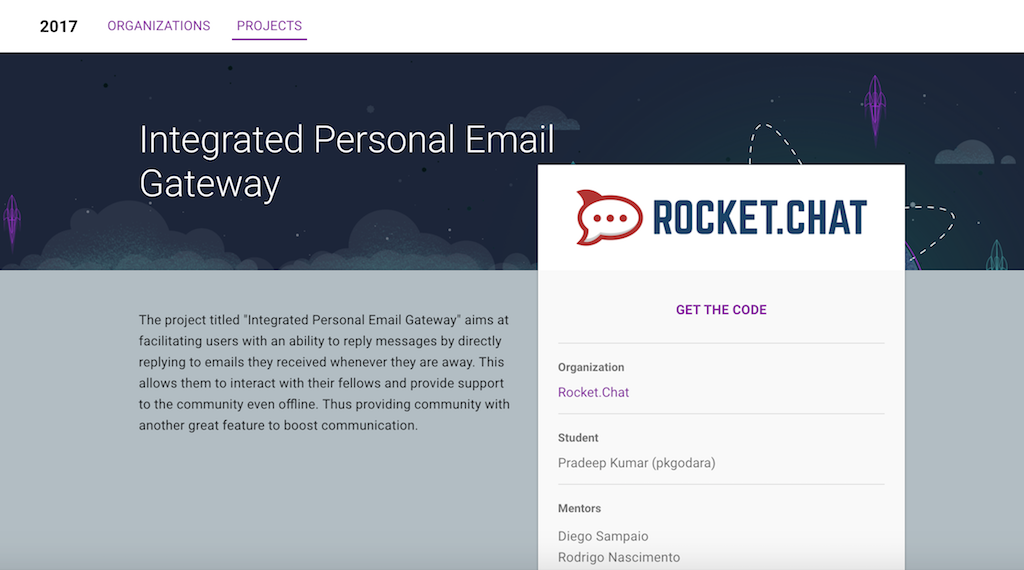 2017 ORGANIZATIONS PROJECTS
Integrated Personal Email
Gateway
ROCKET.CHAT
The project titled "Integrated Personal Email Gateway" aims at
facilitating users with an ability to reply messages by directly
replying to emails they received whenever they are away. This
allows them to interact with their fellows and provide support
to the community even offline. Thus providing community with
another great feature to boost communication.
GET THE CODE
Organization
Rocket.Chat
Student
Pradeep Kumar (pkgodara)
Mentors
Diego Sampaio
Rodrigo Nascimento